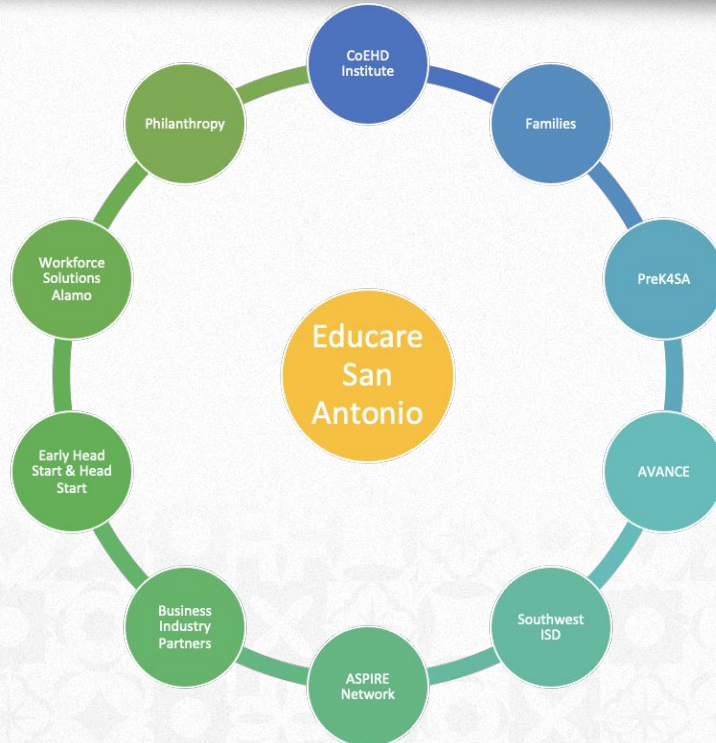 CoEHD
Institute
Families
PreK4SA
AVANCE
Southwest
ISD
ASPIRE
Network
Business
Industry
Partners
Early Head
Start & Head
Start
Workforce
Solutions
Alamo
Philanthropy
Educare
San
Antonio